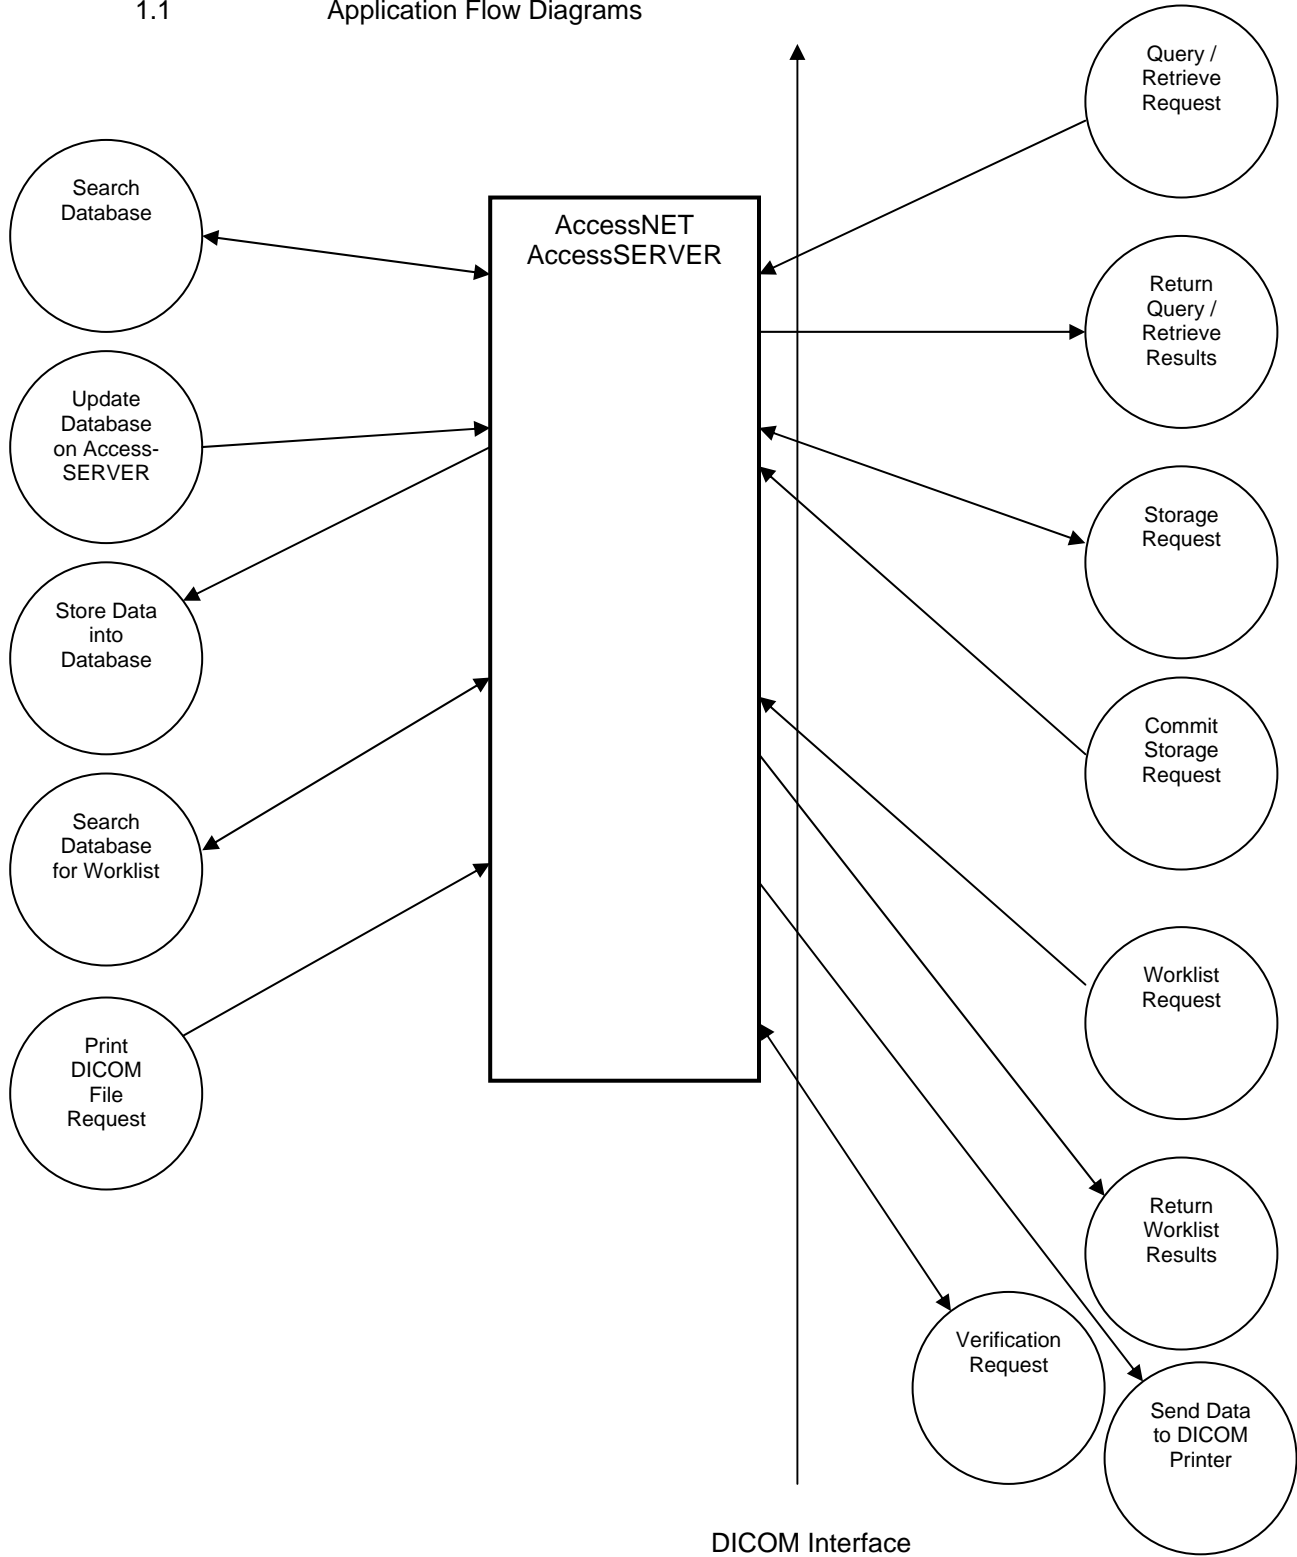 1.1 Application Flow Diagrams
Query /
Retrieve
Request
Search
Database
AccessNET
AccessSERVER
Return
Query /
Retrieve
Results
Update
Database
on Access-
SERVER
Storage
Request
Store Data
into
Database
Commit
Storage
Request
Search
Database
for Worklist
Worklist
Request
Print
DICOM
File
Request
Return
Worklist
Results
Verification
Request
Send Data
to DICOM
Printer
DICOM Interface